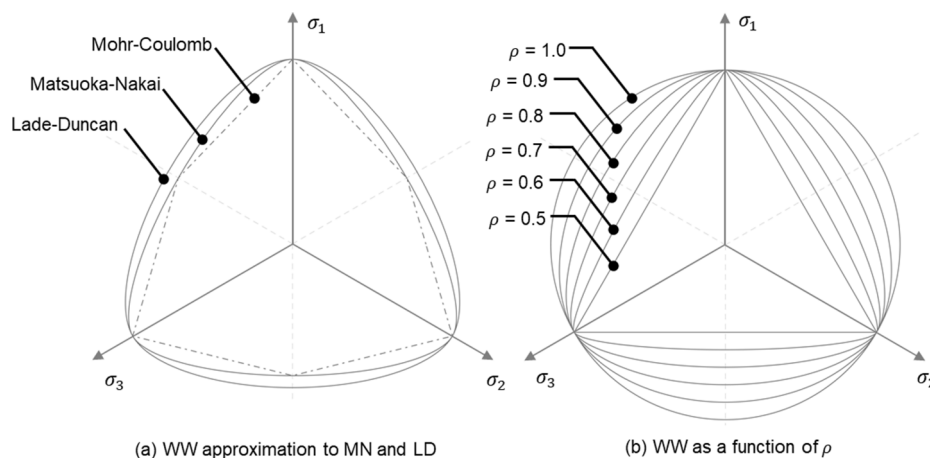 σ1
Mohr-Coulomb
Matsuoka-Nakai
Lade-Duncan
σ3
σ2
(a) WW approximation to MN and LD
σ1
ρ = 1.0
ρ = 0.9
ρ = 0.8
ρ = 0.7
ρ = 0.6
ρ = 0.5
σ3
σ2
(b) WW as a function of ρ